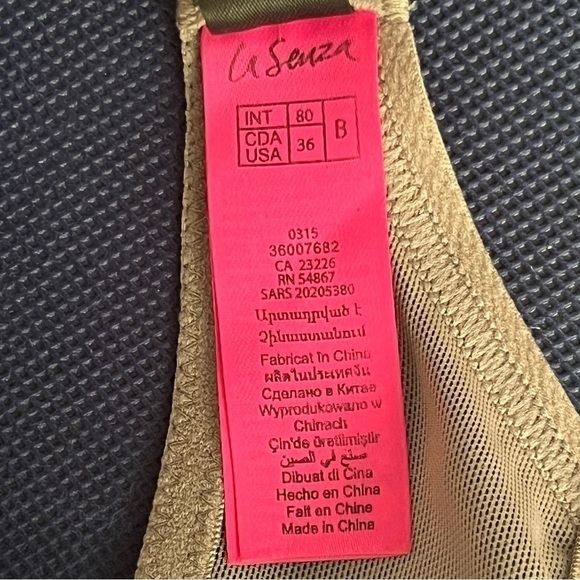 La Senza
INT 80 B
CDA USA 36
0315
36007682
CA 23226
RN 54867
SARS 20205380
Արտադրված է
Չինաստանում
Fabricat în China
ผลิตในประเทศจีน
Сделано в Китае
Wyprodukowano w
Chinach
Çin'de üretilmiştir
صنع في الصين
Dibuat di Cina
Hecho en China
Fait en Chine
Made in China